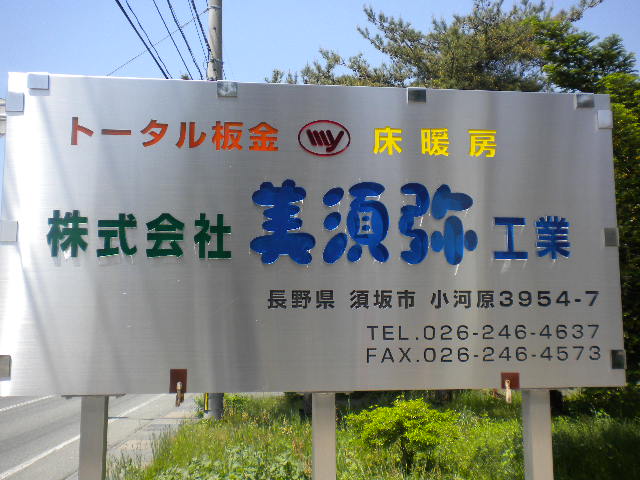 トータル板金 my 床暖房
株式会社 美須弥 工業
長野県 須坂市 小河原3954-7
TEL.026-246-4637
FAX.026-246-4573